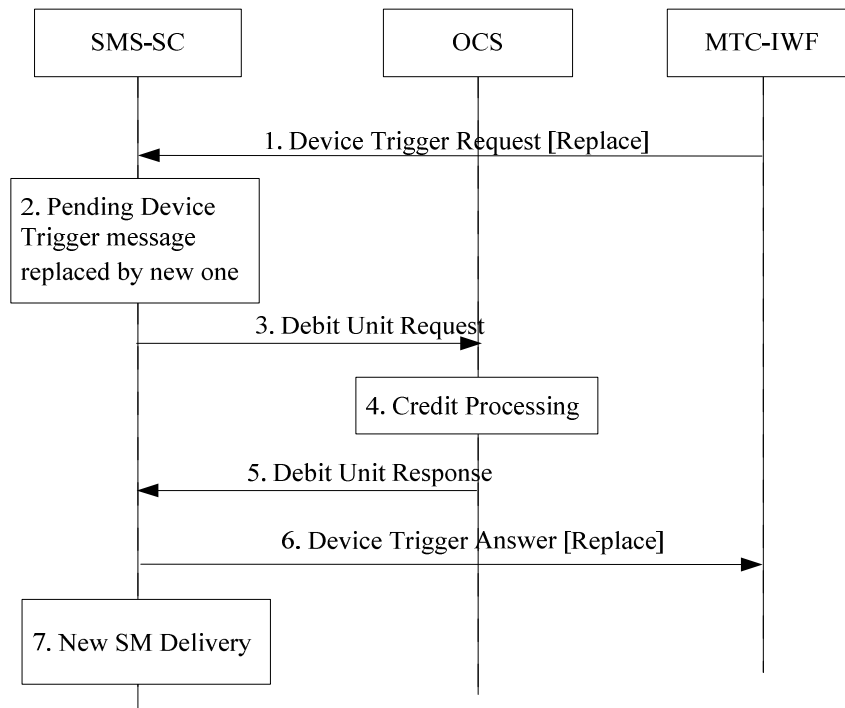 SMS-SC
OCS
MTC-IWF
1. Device Trigger Request [Replace]
2. Pending Device
Trigger message
replaced by new one
3. Debit Unit Request
4. Credit Processing
5. Debit Unit Response
6. Device Trigger Answer [Replace]
7. New SM Delivery